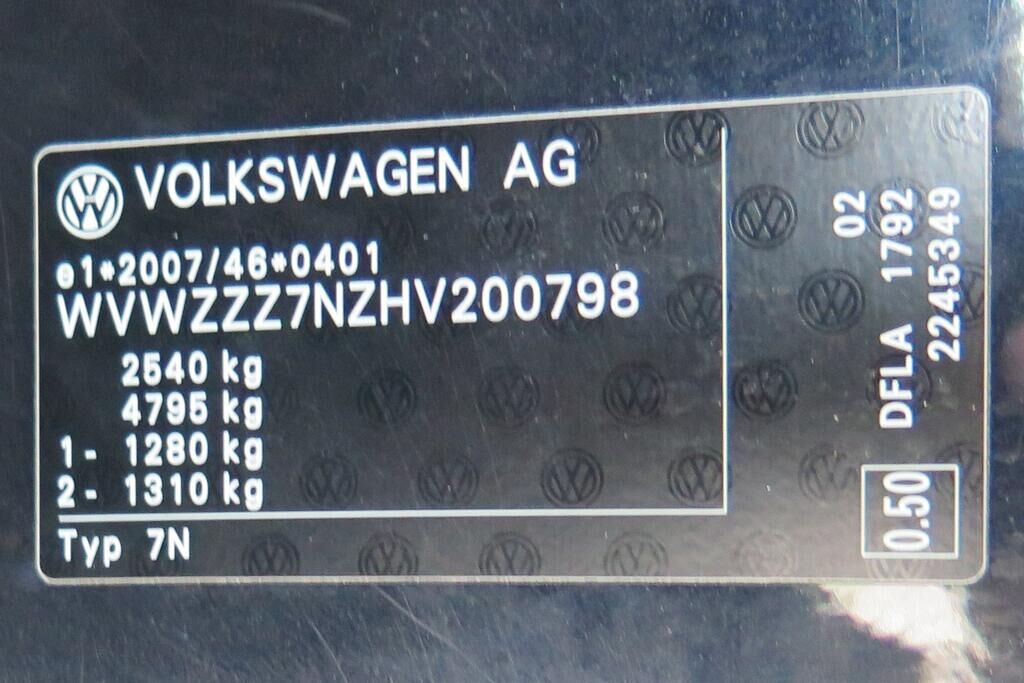 VOLKSWAGEN AG
e1*2007/46*0401
WVWZZZ7NZHV200798
2540 kg
4795 kg
1- 1280 kg
2- 1310 kg
Typ 7N
02
DFLA 1792
2245349
0.50